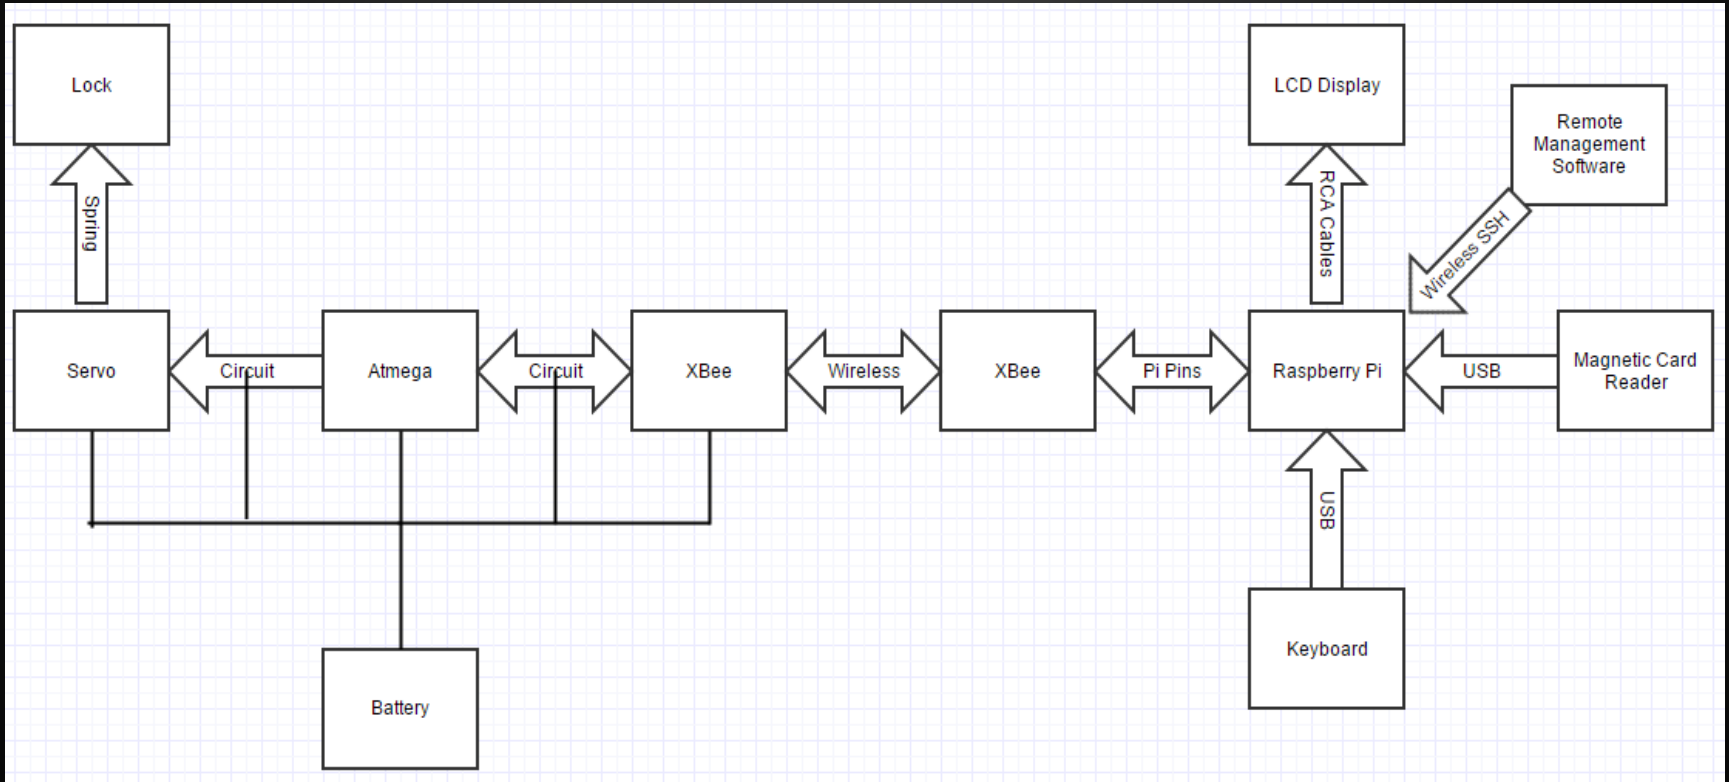 Lock
LCD Display
Remote
Management
Software
Spring
RCA Cables
Wireless SSH
Servo
Circuit
Atmega
Circuit
XBee
Wireless
XBee
Pi Pins
Raspberry Pi
USB
Magnetic Card
Reader
USB
Keyboard
Battery